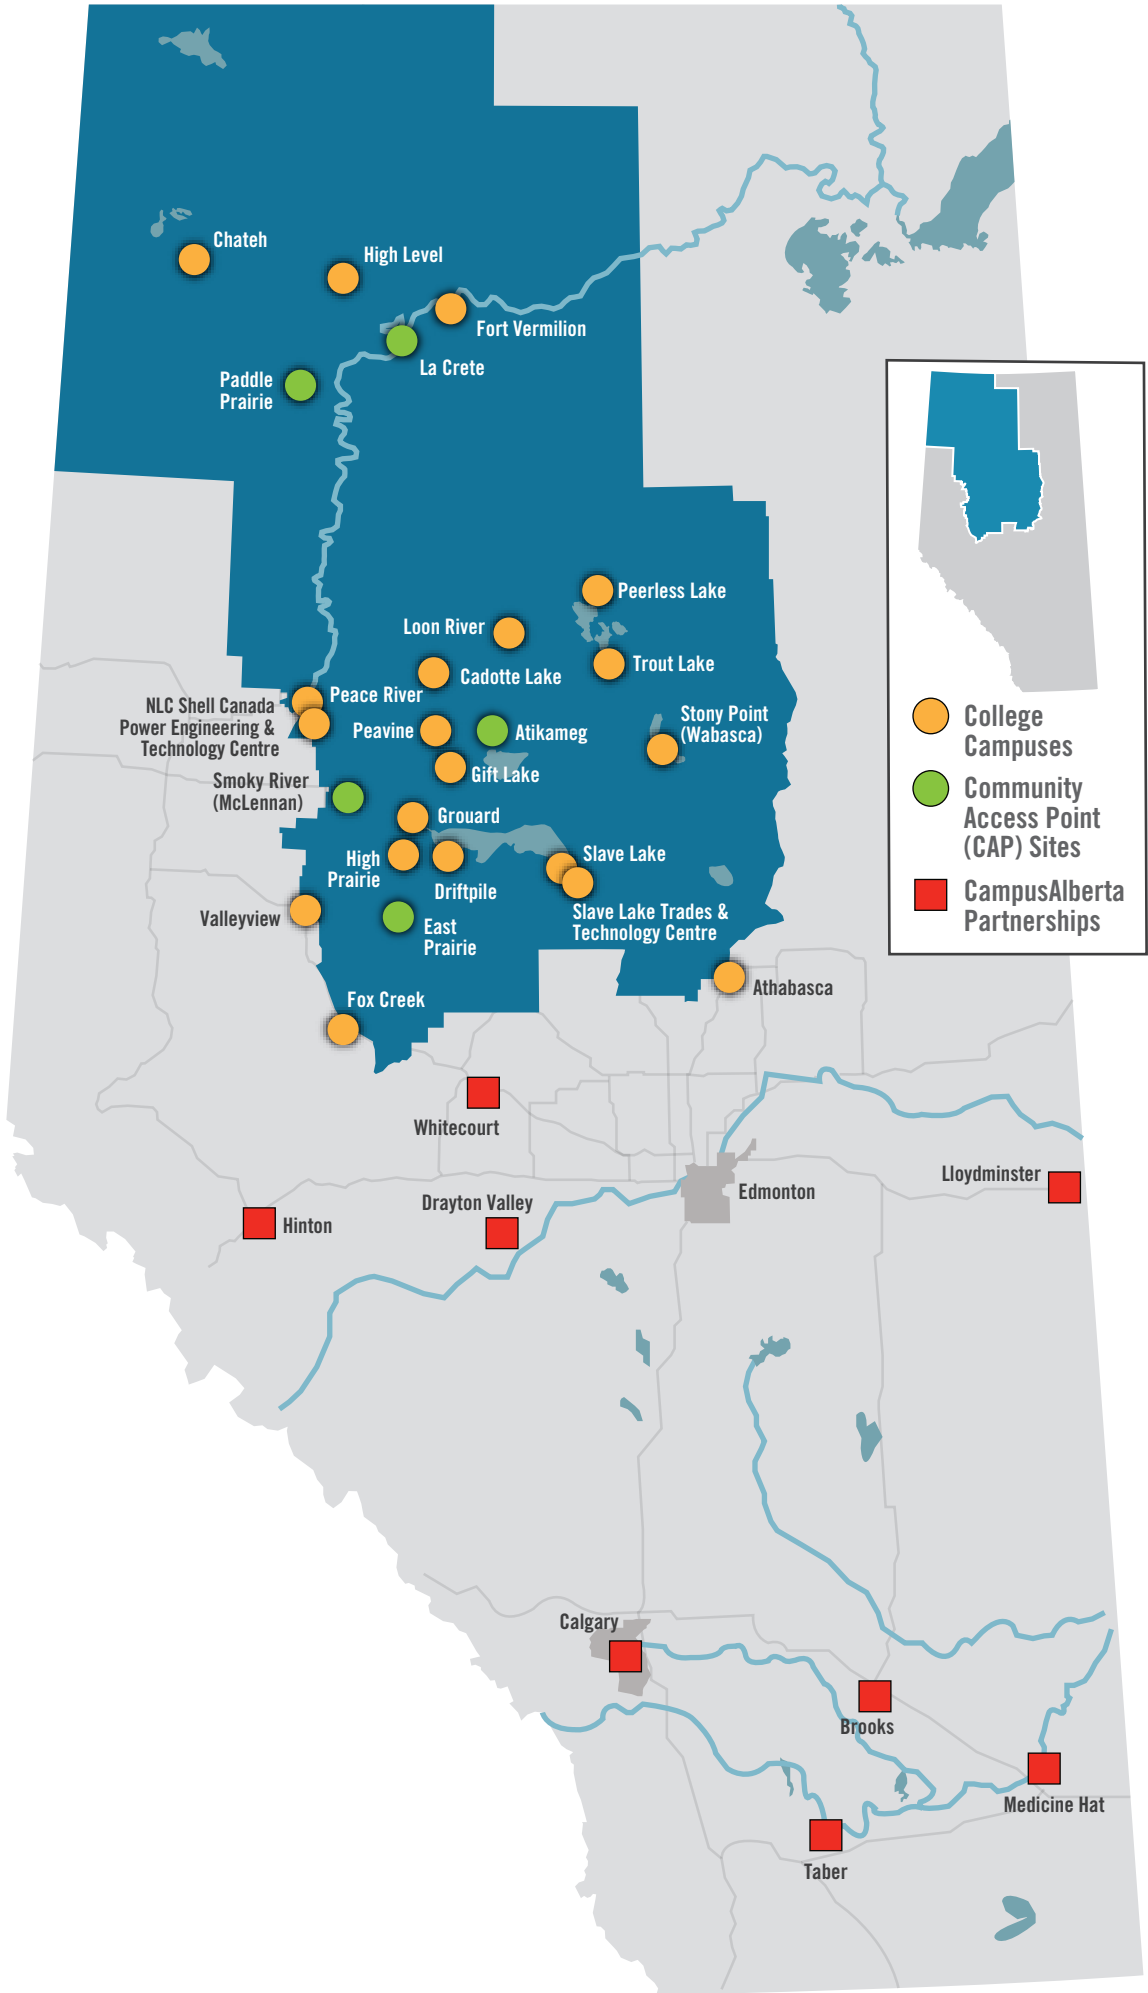 Chateh
High Level
Fort Vermilion
La Crete
Paddle
Prairie
Peerless Lake
Loon River
Trout Lake
Cadotte Lake
Peace River
NLC Shell Canada
Power Engineering &
Technology Centre
Stony Point
(Wabasca)
Peavine
Atikameg
Gift Lake
Smoky River
(McLennan)
Grouard
High
Prairie
Slave Lake
Driftpile
Valleyview
East
Prairie
Slave Lake Trades &
Technology Centre
Athabasca
Fox Creek
Whitecourt
Lloydminster
Edmonton
Drayton Valley
Hinton
Calgary
Brooks
Medicine Hat
Taber
College
Campuses
Community
Access Point
(CAP) Sites
CampusAlberta
Partnerships